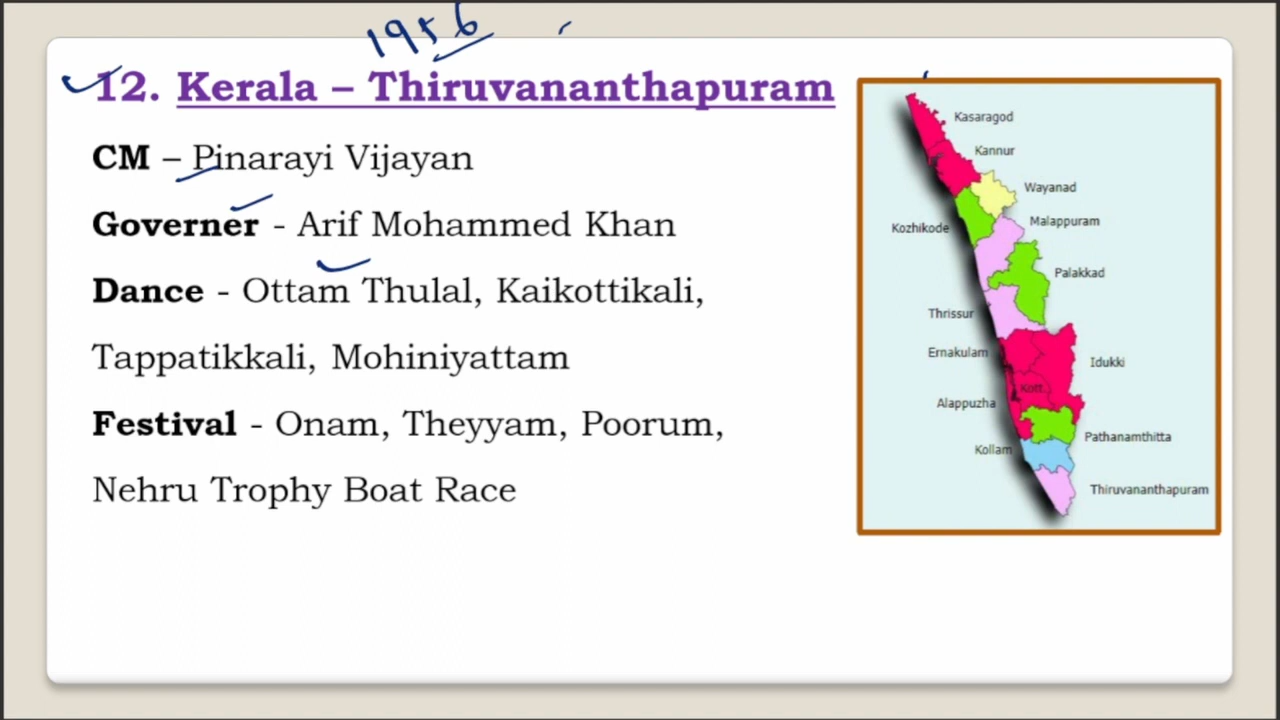 1956
12. Kerala – Thiruvananthapuram
CM – Pinarayi Vijayan
Governer - Arif Mohammed Khan
Dance - Ottam Thulal, Kaikottikali,
Tappatikkali, Mohiniyattam
Festival - Onam, Theyyam, Poorum,
Nehru Trophy Boat Race
Kasaragod
Kannur
Wayanad
Malappuram
Kozhikode
Palakkad
Thrissur
Ernakulam
Idukki
Kott.
Alappuzha
Pathanamthitta
Kollam
Thiruvananthapuram